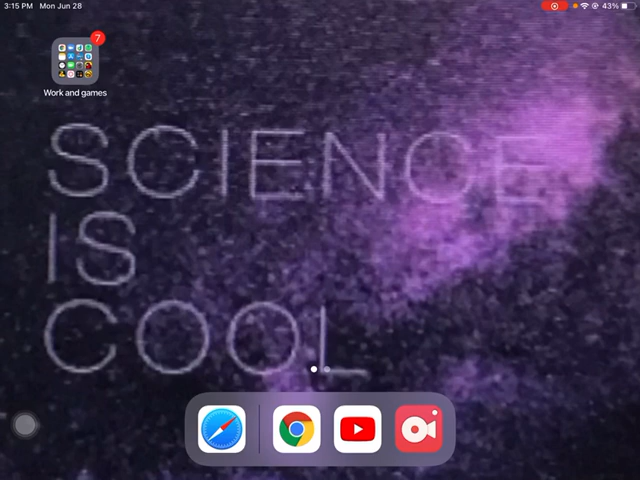 3:15 PM Mon Jun 28
43%
7
Work and games
SCIENCE
IS
COOL